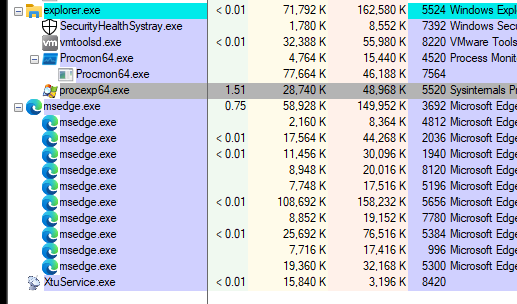 explorer.exe < 0.01 71,792 K 162,580 K 5524 Windows Expl
SecurityHealthSystray.exe 1,780 K 8,552 K 7392 Windows Secu
vm vmtoolsd.exe < 0.01 32,388 K 55,980 K 8220 VMware Tools
Procmon64.exe 4,764 K 15,440 K 4520 Process Monit
Procmon64.exe 77,664 K 46,188 K 7564
procexp64.exe 1.51 28,740 K 48,968 K 5520 Sysinternals Pr
msedge.exe 0.75 58,928 K 149,952 K 3692 Microsoft Edge
msedge.exe 2,160 K 8,364 K 4812 Microsoft Edge
msedge.exe < 0.01 17,564 K 44,268 K 2036 Microsoft Edge
msedge.exe < 0.01 11,456 K 30,096 K 1940 Microsoft Edge
msedge.exe 8,948 K 20,016 K 8120 Microsoft Edge
msedge.exe 7,748 K 17,516 K 5196 Microsoft Edge
msedge.exe < 0.01 108,692 K 158,232 K 5656 Microsoft Edge
msedge.exe 8,852 K 19,152 K 7780 Microsoft Edge
msedge.exe < 0.01 25,692 K 76,516 K 5384 Microsoft Edge
msedge.exe 7,716 K 17,416 K 996 Microsoft Edge
msedge.exe 19,360 K 32,168 K 5300 Microsoft Edge
XtuService.exe < 0.01 15,840 K 3,196 K 8420